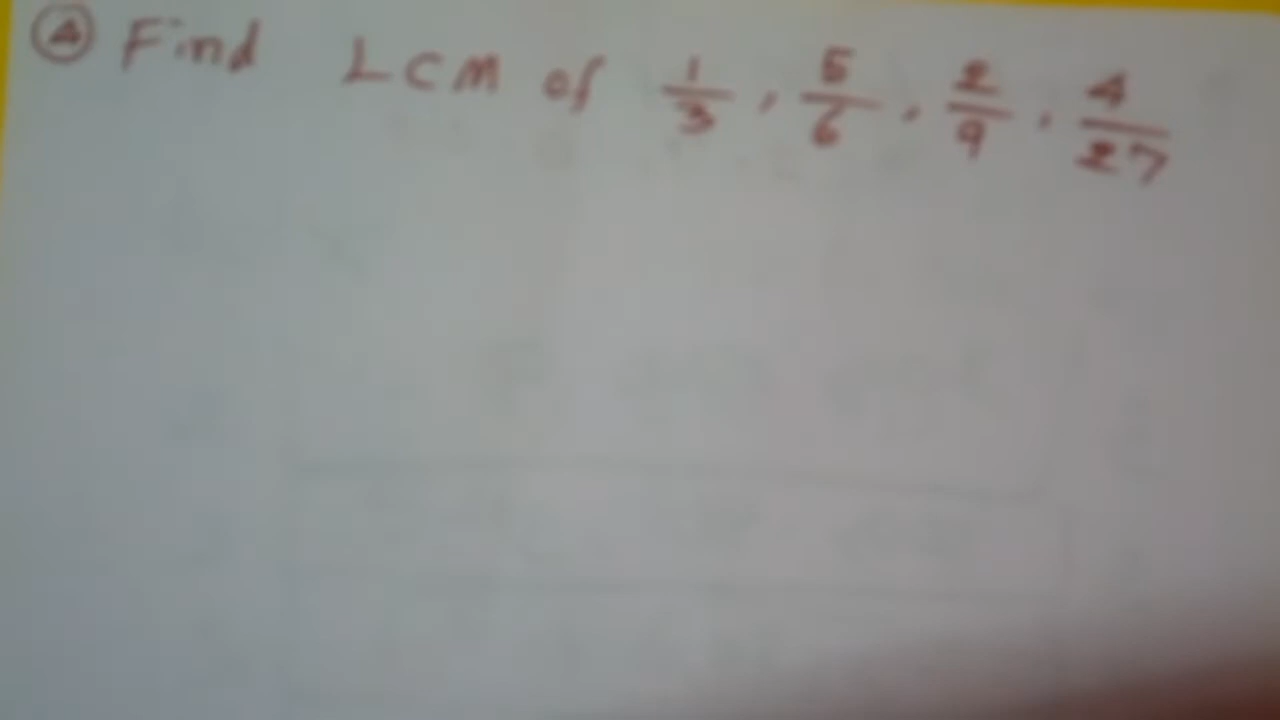 ④ Find LCM of 1/3, 5/6, 2/9, 4/27